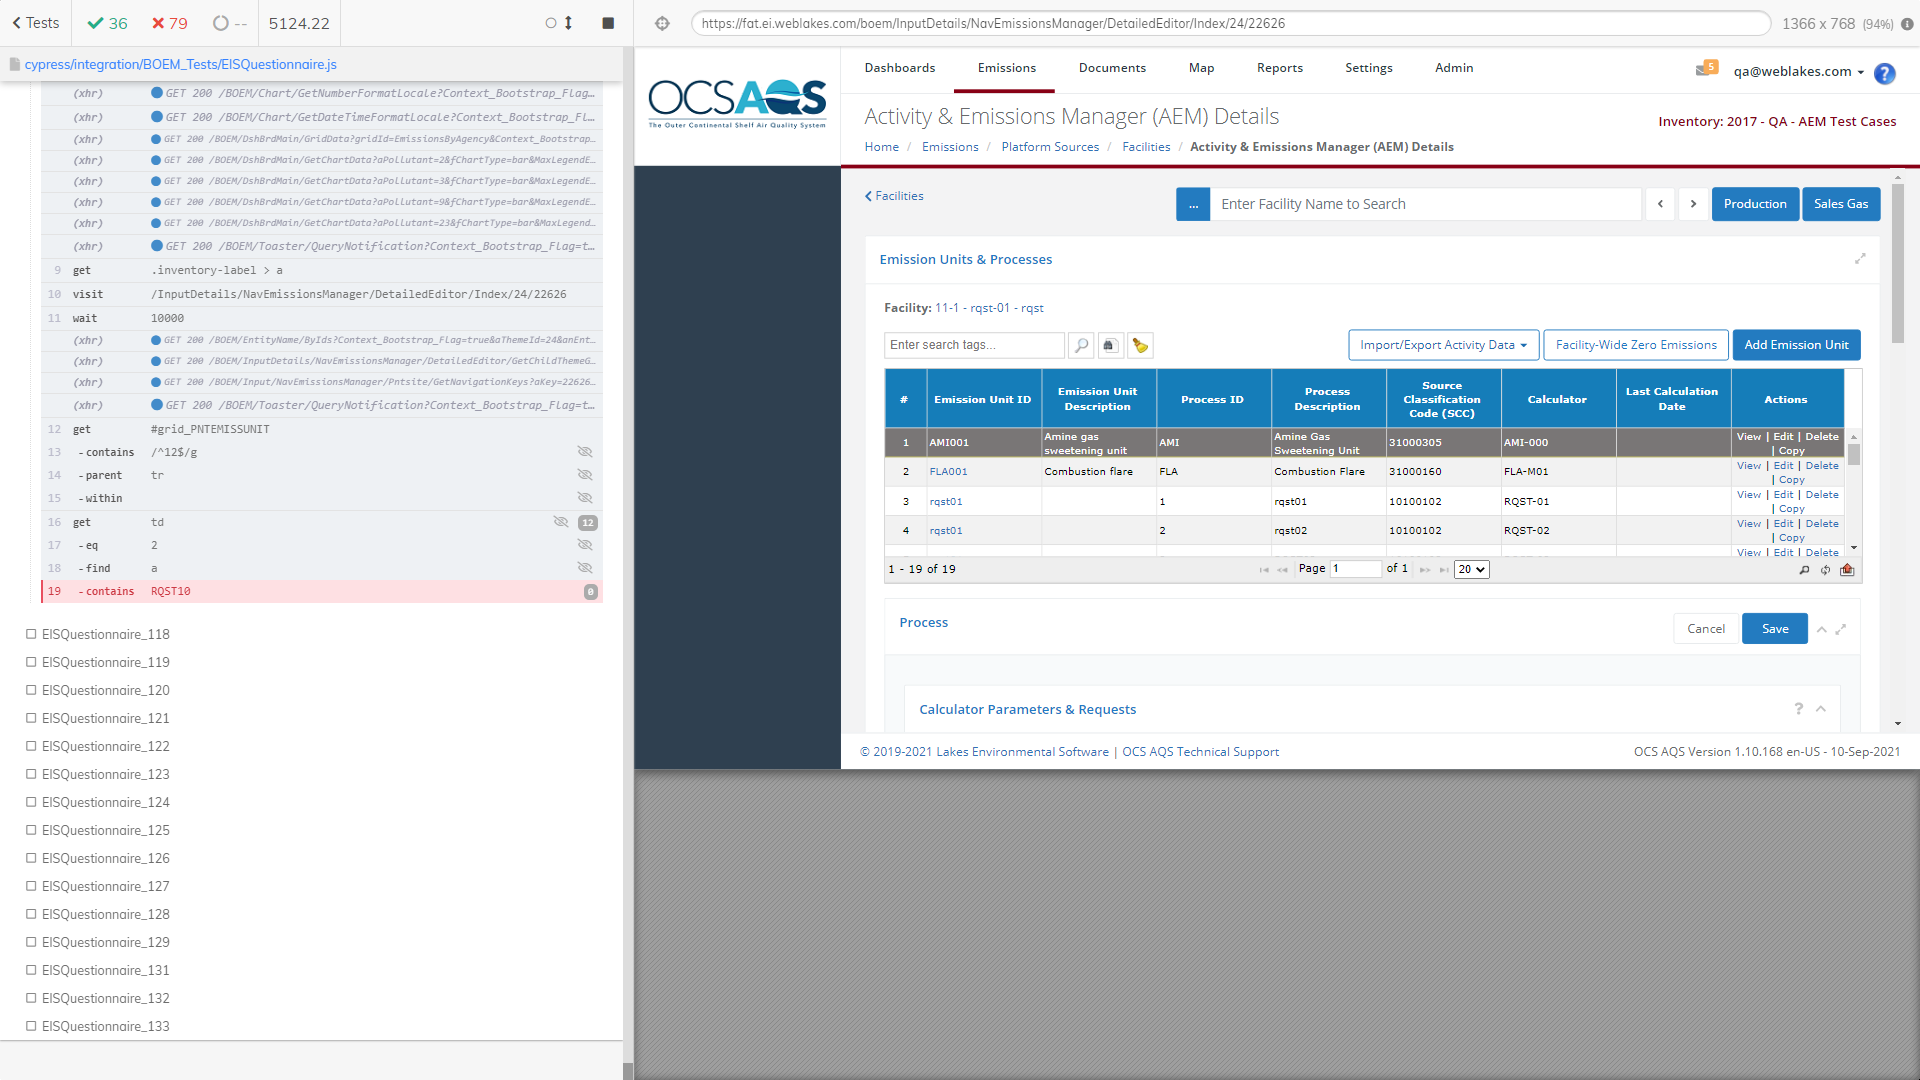 Tests
36
79
--
5124.22
cypress/integration/BOEM_Tests/EISQuestionnaire.js
(xhr) GET 200 /BOEM/Chart/GetNumberFormatLocale?Context_Bootstrap_Flag...
(xhr) GET 200 /BOEM/Chart/GetDateTimeFormatLocale?Context_Bootstrap_Fl...
(xhr) GET 200 /BOEM/DshBrdMain/GridData?gridId=EmissionsByAgency&Context_Bootstrap...
(xhr) GET 200 /BOEM/DshBrdMain/GetChartData?aPollutant=2&fChartType=bar&MaxLegendE...
(xhr) GET 200 /BOEM/DshBrdMain/GetChartData?aPollutant=3&fChartType=bar&MaxLegendE...
(xhr) GET 200 /BOEM/DshBrdMain/GetChartData?aPollutant=9&fChartType=bar&MaxLegendE...
(xhr) GET 200 /BOEM/DshBrdMain/GetChartData?aPollutant=23&fChartType=bar&MaxLegend...
(xhr) GET 200 /BOEM/Toaster/QueryNotification?Context_Bootstrap_Flag=t...
9 get .inventory-label > a
10 visit /InputDetails/NavEmissionsManager/DetailedEditor/Index/24/22626
11 wait 10000
(xhr) GET 200 /BOEM/EntityName/ByIds?Context_Bootstrap_Flag=true&aThemeId=24&anEnt...
(xhr) GET 200 /BOEM/InputDetails/NavEmissionsManager/DetailedEditor/GetChildThemeG...
(xhr) GET 200 /BOEM/Input/NavEmissionsManager/Pntsite/GetNavigationKeys?aKey=22626...
(xhr) GET 200 /BOEM/Toaster/QueryNotification?Context_Bootstrap_Flag=t...
12 get #grid_PNTEMISSUNIT
13 -contains /^12$/g
14 -parent tr
15 -within
16 get td 12
17 -eq 2
18 -find a
19 -contains RQST10 0
EISQuestionnaire_118
EISQuestionnaire_119
EISQuestionnaire_120
EISQuestionnaire_121
EISQuestionnaire_122
EISQuestionnaire_123
EISQuestionnaire_124
EISQuestionnaire_125
EISQuestionnaire_126
EISQuestionnaire_127
EISQuestionnaire_128
EISQuestionnaire_129
EISQuestionnaire_131
EISQuestionnaire_132
EISQuestionnaire_133
https://fat.ei.weblakes.com/boem/InputDetails/NavEmissionsManager/DetailedEditor/Index/24/22626
1366 x 768 (94%)
OCSAQS
The Outer Continental Shelf Air Quality System
Dashboards Emissions Documents Map Reports Settings Admin
5
qa@weblakes.com
?
Activity & Emissions Manager (AEM) Details
Inventory: 2017 - QA - AEM Test Cases
Home / Emissions / Platform Sources / Facilities / Activity & Emissions Manager (AEM) Details
Facilities
... Enter Facility Name to Search
Production Sales Gas
Emission Units & Processes
Facility: 11-1 - rqst-01 - rqst
Enter search tags...
Import/Export Activity Data Facility-Wide Zero Emissions Add Emission Unit
# Emission Unit ID Emission Unit Description Process ID Process Description Source Classification Code (SCC) Calculator Last Calculation Date Actions
1 AMI001 Amine gas sweetening unit AMI Amine Gas Sweetening Unit 31000305 AMI-000 View | Edit | Delete | Copy
2 FLA001 Combustion flare FLA Combustion Flare 31000160 FLA-M01 View | Edit | Delete | Copy
3 rqst01 1 rqst01 10100102 RQST-01 View | Edit | Delete | Copy
4 rqst01 2 rqst02 10100102 RQST-02 View | Edit | Delete | Copy
View | Edit | Delete
1 - 19 of 19
Page 1 of 1
20
Process
Cancel Save
Calculator Parameters & Requests
?
© 2019-2021 Lakes Environmental Software | OCS AQS Technical Support
OCS AQS Version 1.10.168 en-US - 10-Sep-2021